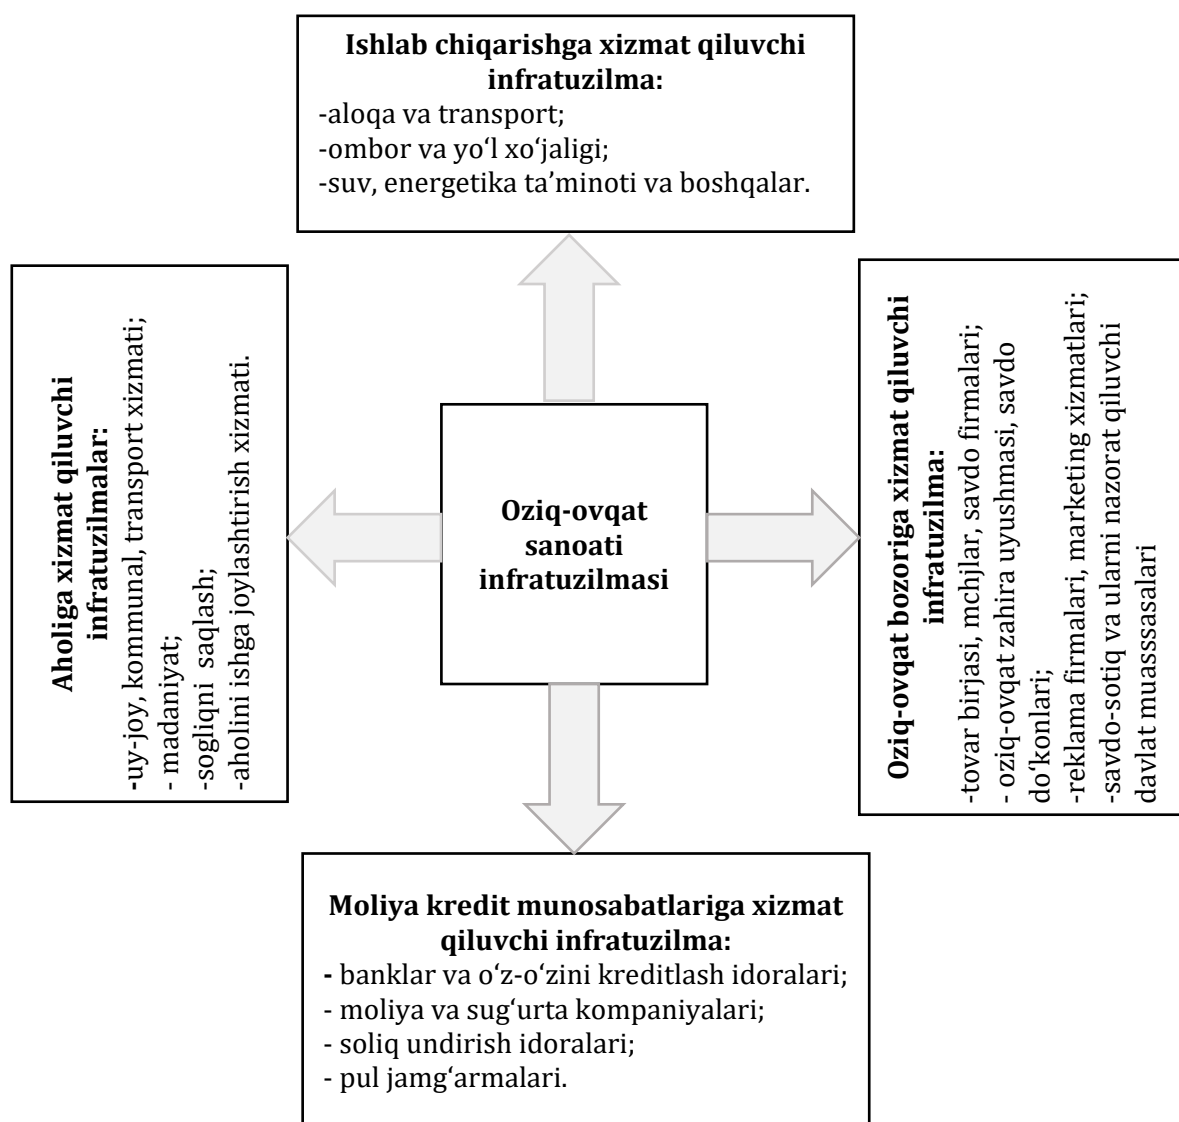 Ishlab chiqarishga xizmat qiluvchi
infratuzilma:
-aloqa va transport;
-ombor va yo‘l xo‘jaligi;
-suv, energetika ta’minoti va boshqalar.
Aholiga xizmat qiluvchi
infratuzilmalar:
-uy-joy, kommunal, transport xizmati;
- madaniyat;
-sogliqni saqlash;
-aholini ishga joylashtirish xizmati.
Oziq-ovqat
sanoati
infratuzilmasi
Oziq-ovqat bozoriga xizmat qiluvchi
infratuzilma:
-tovar birjasi, mchjlar, savdo firmalari;
- oziq-ovqat zahira uyushmasi, savdo
do‘konlari;
-reklama firmalari, marketing xizmatlari;
-savdo-sotiq va ularni nazorat qiluvchi
davlat muasssasalari
Moliya kredit munosabatlariga xizmat
qiluvchi infratuzilma:
- banklar va o‘z-o‘zini kreditlash idoralari;
- moliya va sug‘urta kompaniyalari;
- soliq undirish idoralari;
- pul jamg‘armalari.